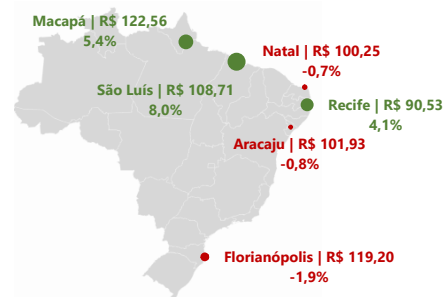 Macapá | R$ 122,56
5,4%
Natal | R$ 100,25
-0,7%
São Luís | R$ 108,71
8,0%
Recife | R$ 90,53
4,1%
Aracaju | R$ 101,93
-0,8%
Florianópolis | R$ 119,20
-1,9%